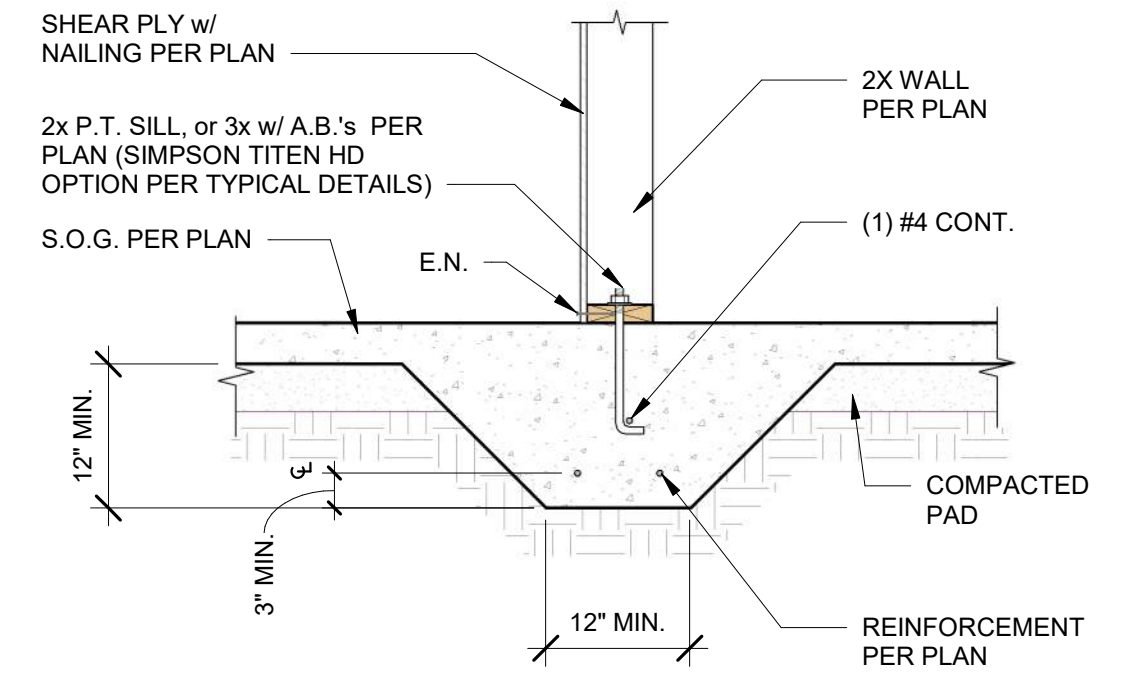 SHEAR PLY w/
NAILING PER PLAN
2x P.T. SILL, or 3x w/ A.B.'s PER
PLAN (SIMPSON TITEN HD
OPTION PER TYPICAL DETAILS)
S.O.G. PER PLAN
E.N.
2X WALL
PER PLAN
(1) #4 CONT.
12" MIN.
3" MIN.
12" MIN.
COMPACTED
PAD
REINFORCEMENT
PER PLAN